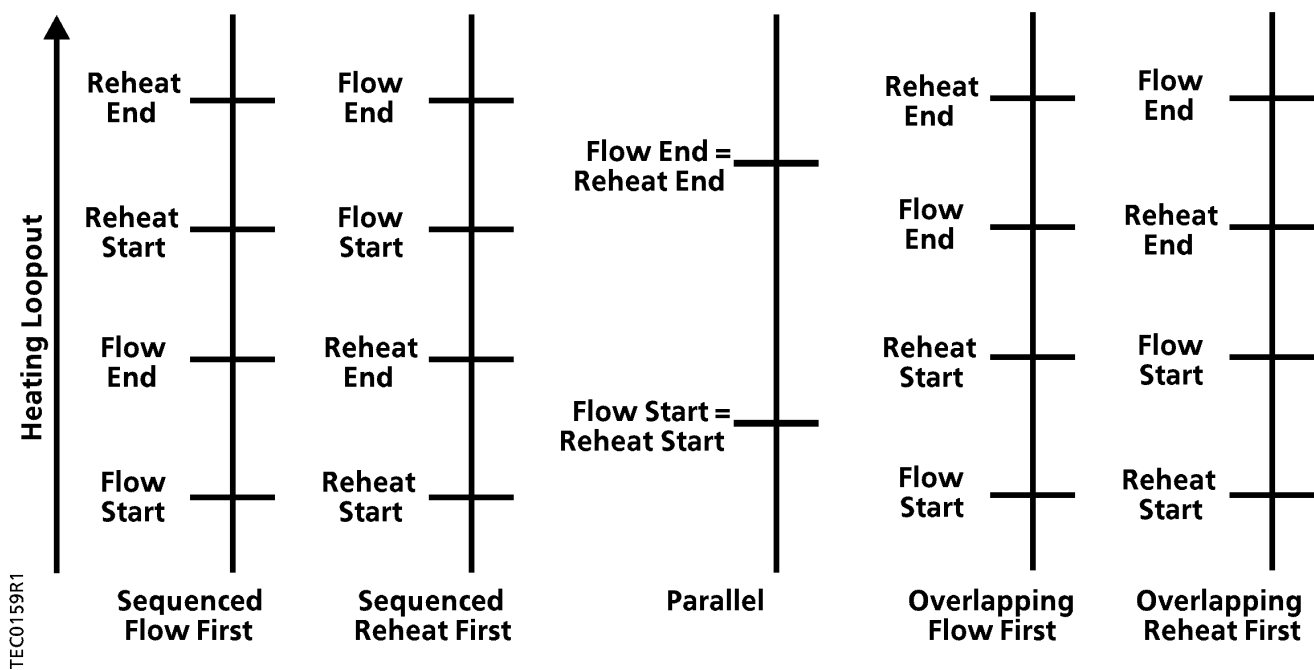 Heating Loopout
Reheat
End
Reheat
Start
Flow
End
Flow
Start
Sequenced
Flow First
Flow
End
Flow
Start
Reheat
End
Reheat
Start
Sequenced
Reheat First
Flow End =
Reheat End
Flow Start =
Reheat Start
Parallel
Reheat
End
Flow
End
Reheat
Start
Flow
Start
Overlapping
Flow First
Flow
End
Reheat
End
Flow
Start
Reheat
Start
Overlapping
Reheat First
TEC0159R1